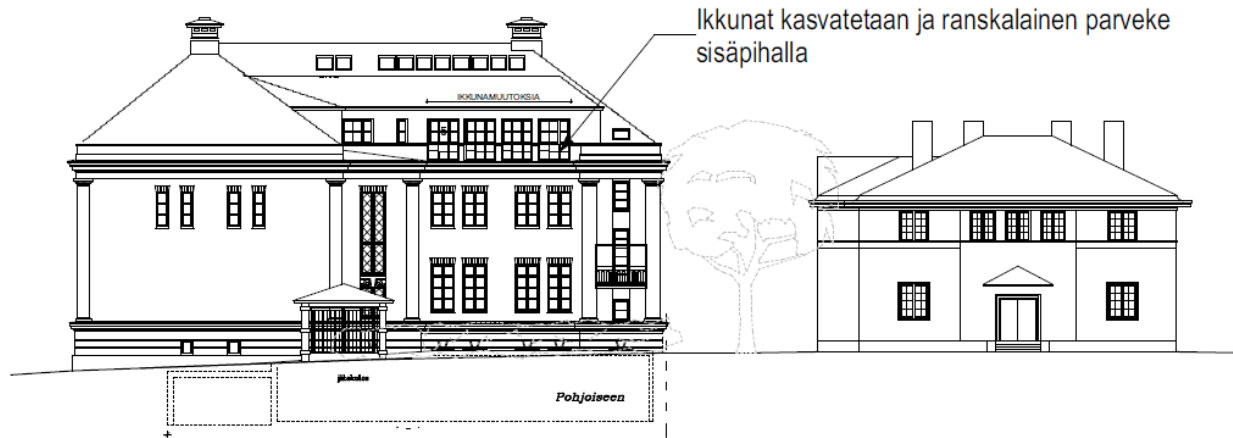 Ikkunat kasvatetaan ja ranskalainen parveke
sisäpihalla
IKKUNAMUUTOKSIA
Pohjoiseen